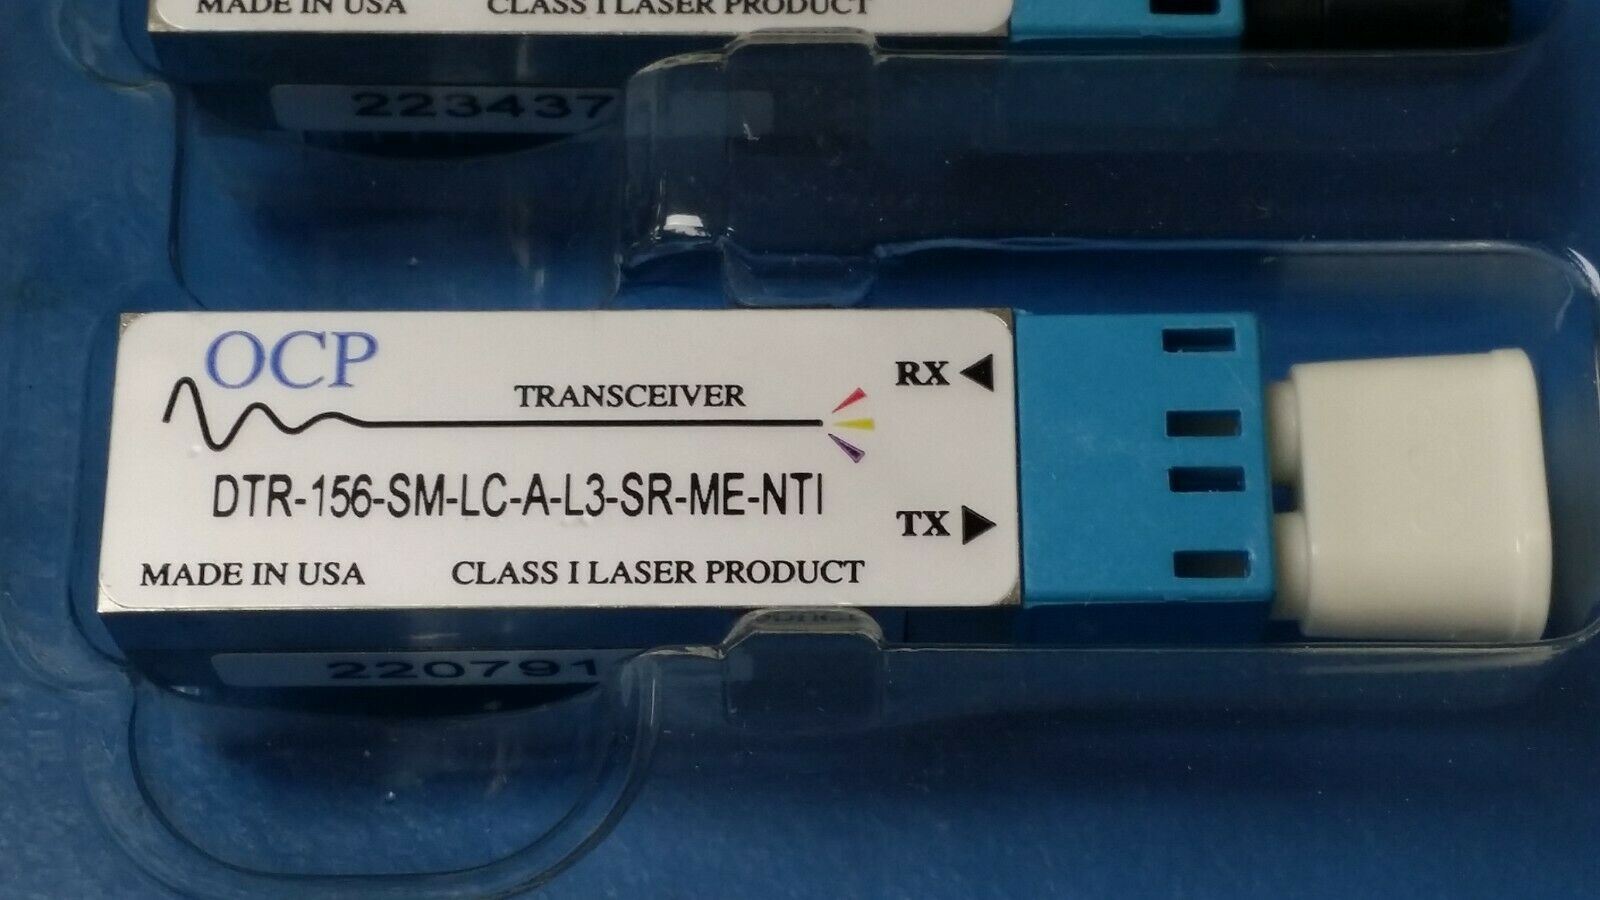 MADE IN USA CLASS I LASER PRODUCT
223437
OCP
TRANSCEIVER
RX
DTR-156-SM-LC-A-L3-SR-ME-NTI
TX
MADE IN USA CLASS I LASER PRODUCT
220791